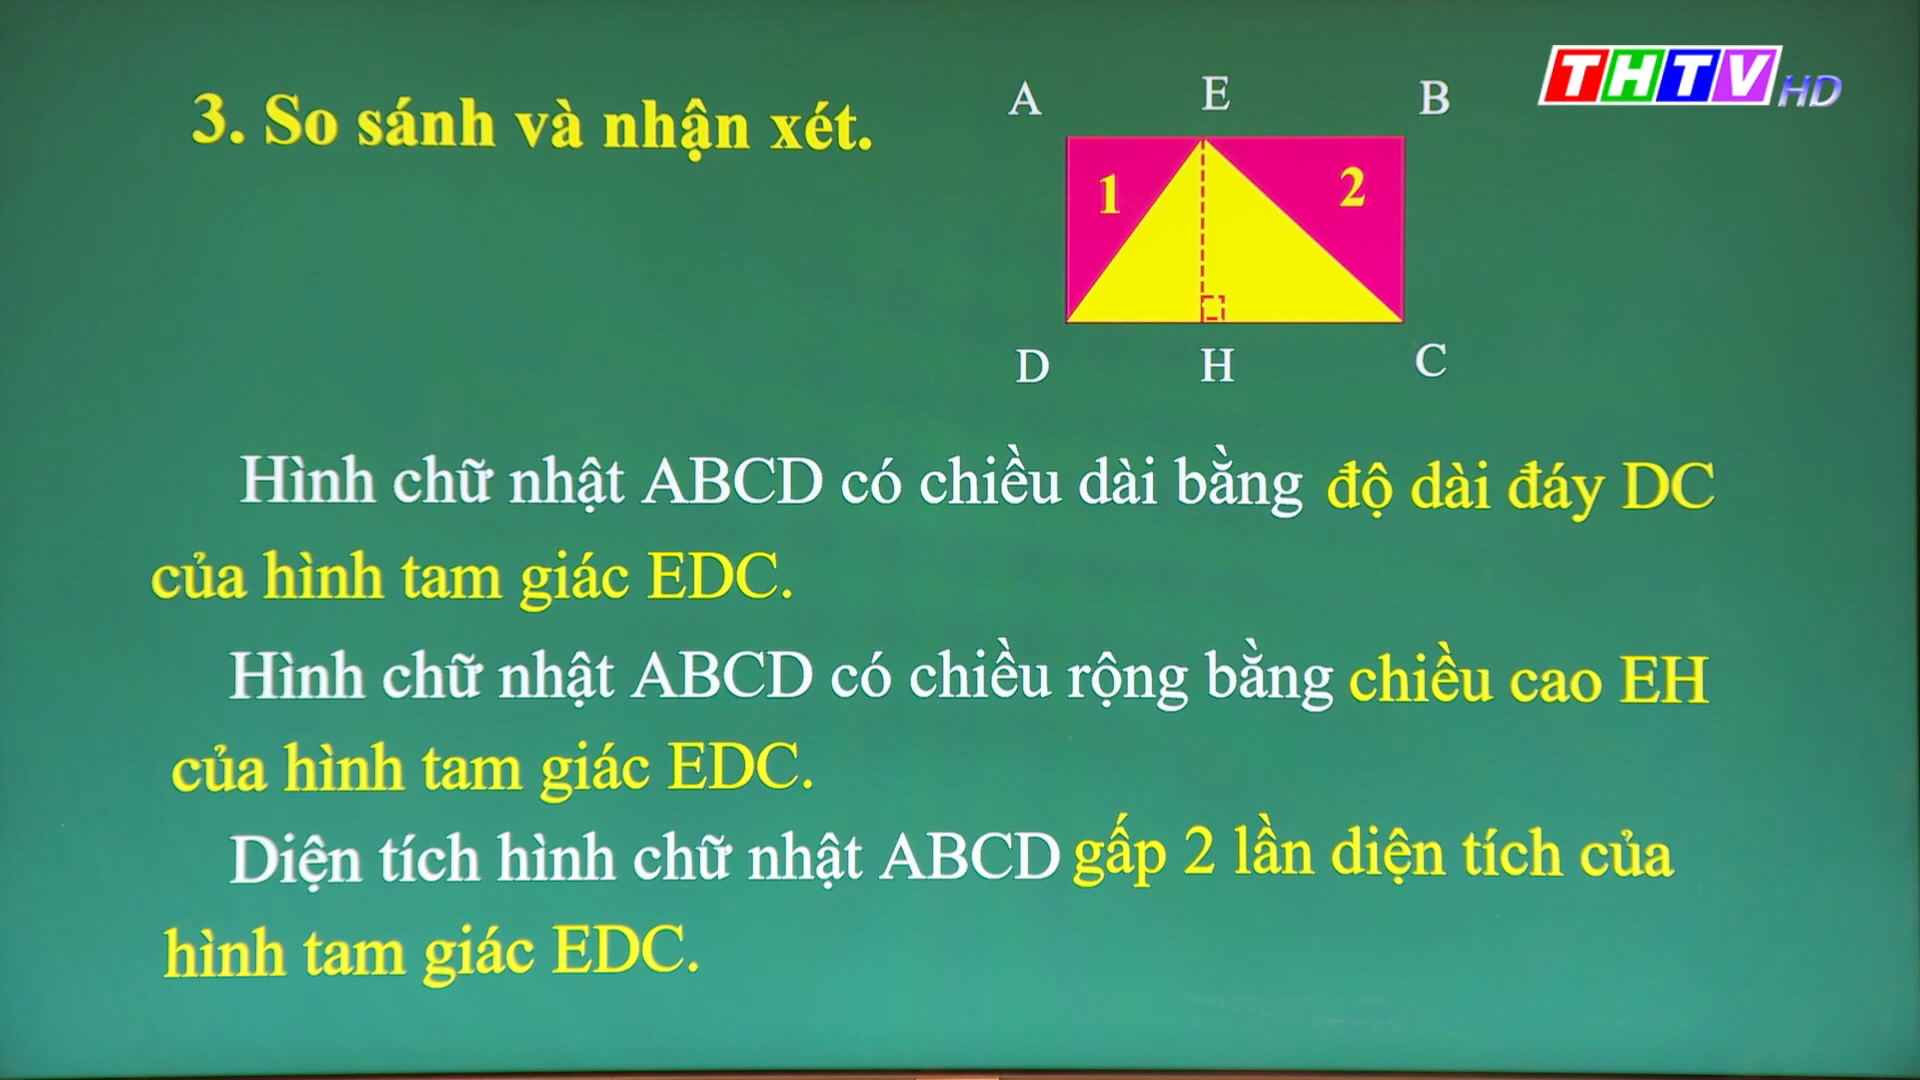 THTV HD
3. So sánh và nhận xét.
A E B
1 2
D H C
Hình chữ nhật ABCD có chiều dài bằng độ dài đáy DC
của hình tam giác EDC.
Hình chữ nhật ABCD có chiều rộng bằng chiều cao EH
của hình tam giác EDC.
Diện tích hình chữ nhật ABCD gấp 2 lần diện tích của
hình tam giác EDC.